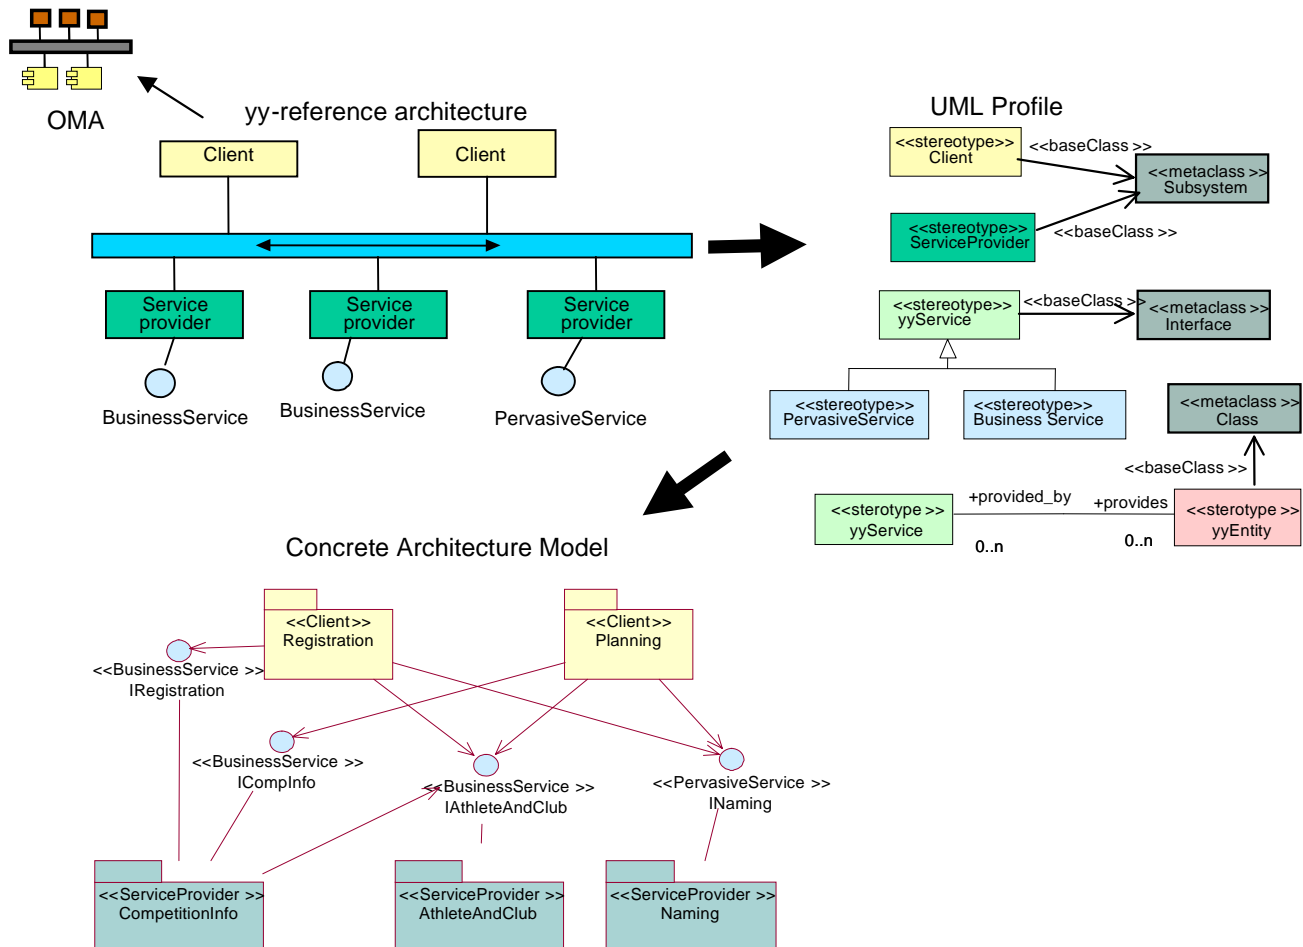 OMA
yy-reference architecture
Client
Client
Service
provider
Service
provider
Service
provider
BusinessService
BusinessService
PervasiveService
UML Profile
<<stereotype>>
Client
<<baseClass >>
<<metaclass >>
Subsystem
<<stereotype>>
ServiceProvider
<<baseClass >>
<<stereotype>>
yyService
<<baseClass >>
<<metaclass >>
Interface
<<stereotype>>
PervasiveService
<<stereotype>>
Business Service
<<metaclass >>
Class
<<baseClass >>
<<sterotype >>
yyService
+provided_by
0..n
+provides
0..n
<<sterotype >>
yyEntity
Concrete Architecture Model
<<Client>>
Registration
<<Client>>
Planning
<<BusinessService >>
IRegistration
<<BusinessService >>
ICompInfo
<<BusinessService >>
IAthleteAndClub
<<PervasiveService >>
INaming
<<ServiceProvider >>
CompetitionInfo
<<ServiceProvider >>
AthleteAndClub
<<ServiceProvider >>
Naming